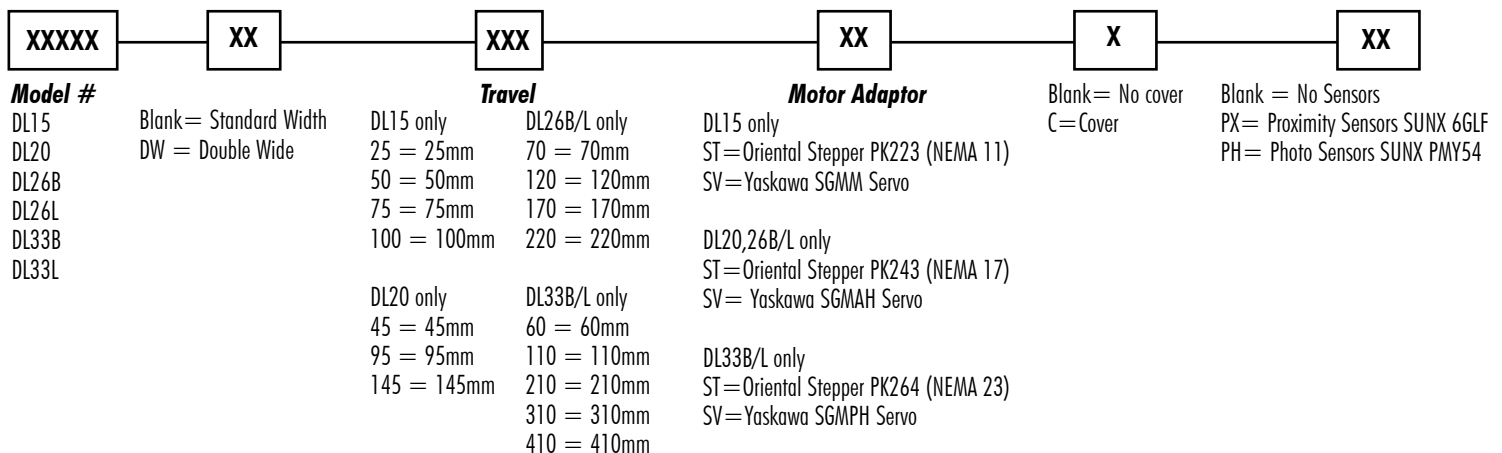 XXXXX XX XXX XX X XX
Model #
DL15
DL20
DL26B
DL26L
DL33B
DL33L
Blank= Standard Width
DW = Double Wide
Travel
DL15 only
25 = 25mm
50 = 50mm
75 = 75mm
100 = 100mm
DL20 only
45 = 45mm
95 = 95mm
145 = 145mm
DL26B/L only
70 = 70mm
120 = 120mm
170 = 170mm
220 = 220mm
DL33B/L only
60 = 60mm
110 = 110mm
210 = 210mm
310 = 310mm
410 = 410mm
Motor Adaptor
DL15 only
ST=Oriental Stepper PK223 (NEMA 11)
SV=Yaskawa SGMM Servo
DL20,26B/L only
ST=Oriental Stepper PK243 (NEMA 17)
SV= Yaskawa SGMAH Servo
DL33B/L only
ST=Oriental Stepper PK264 (NEMA 23)
SV=Yaskawa SGMPH Servo
Blank= No cover
C=Cover
Blank = No Sensors
PX= Proximity Sensors SUNX 6GLF
PH= Photo Sensors SUNX PMY54